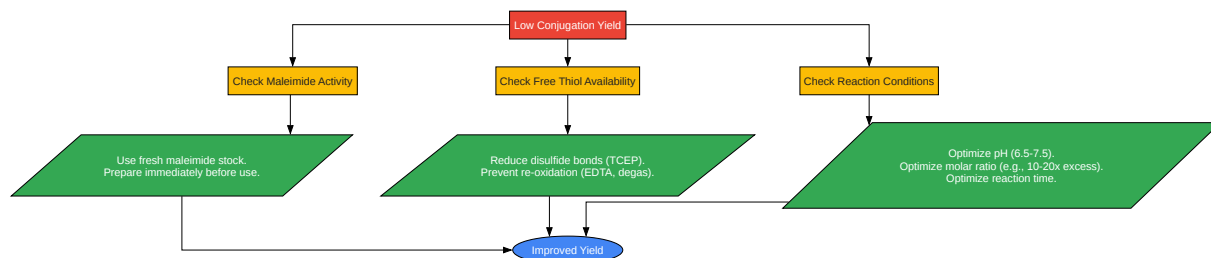 Low Conjugation Yield
Check Maleimide Activity
Check Free Thiol Availability
Check Reaction Conditions
Use fresh maleimide stock.
Prepare immediately before use.
Reduce disulfide bonds (TCEP).
Prevent re-oxidation (EDTA, degas).
Optimize pH (6.5-7.5).
Optimize molar ratio (e.g., 10-20x excess).
Optimize reaction time.
Improved Yield